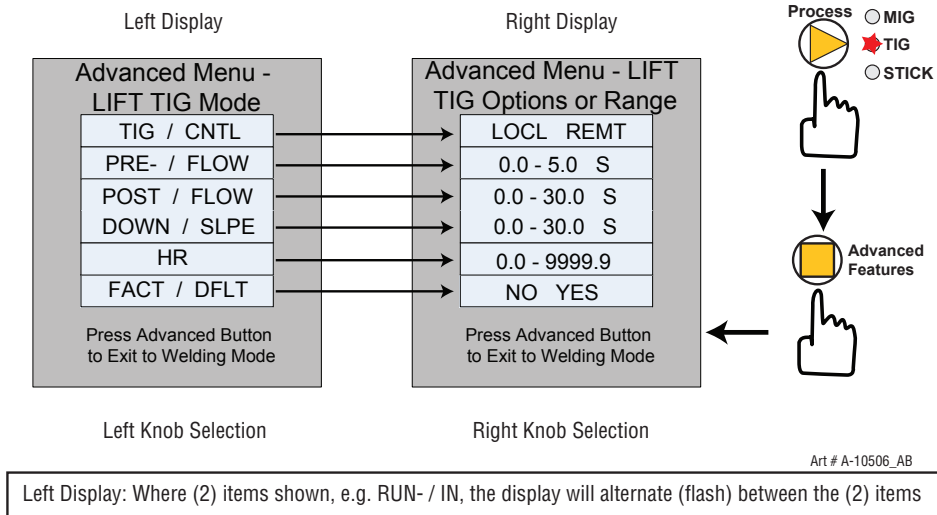 Left Display
Right Display
Process
MIG
TIG
STICK
Advanced Menu -
LIFT TIG Mode
Advanced Menu - LIFT
TIG Options or Range
TIG / CNTL
LOCL REMT
PRE- / FLOW
0.0 - 5.0 S
POST / FLOW
0.0 - 30.0 S
DOWN / SLPE
0.0 - 30.0 S
HR
0.0 - 9999.9
FACT / DFLT
NO YES
Press Advanced Button
to Exit to Welding Mode
Press Advanced Button
to Exit to Welding Mode
Advanced
Features
Left Knob Selection
Right Knob Selection
Art # A-10506_AB
Left Display: Where (2) items shown, e.g. RUN- / IN, the display will alternate (flash) between the (2) items